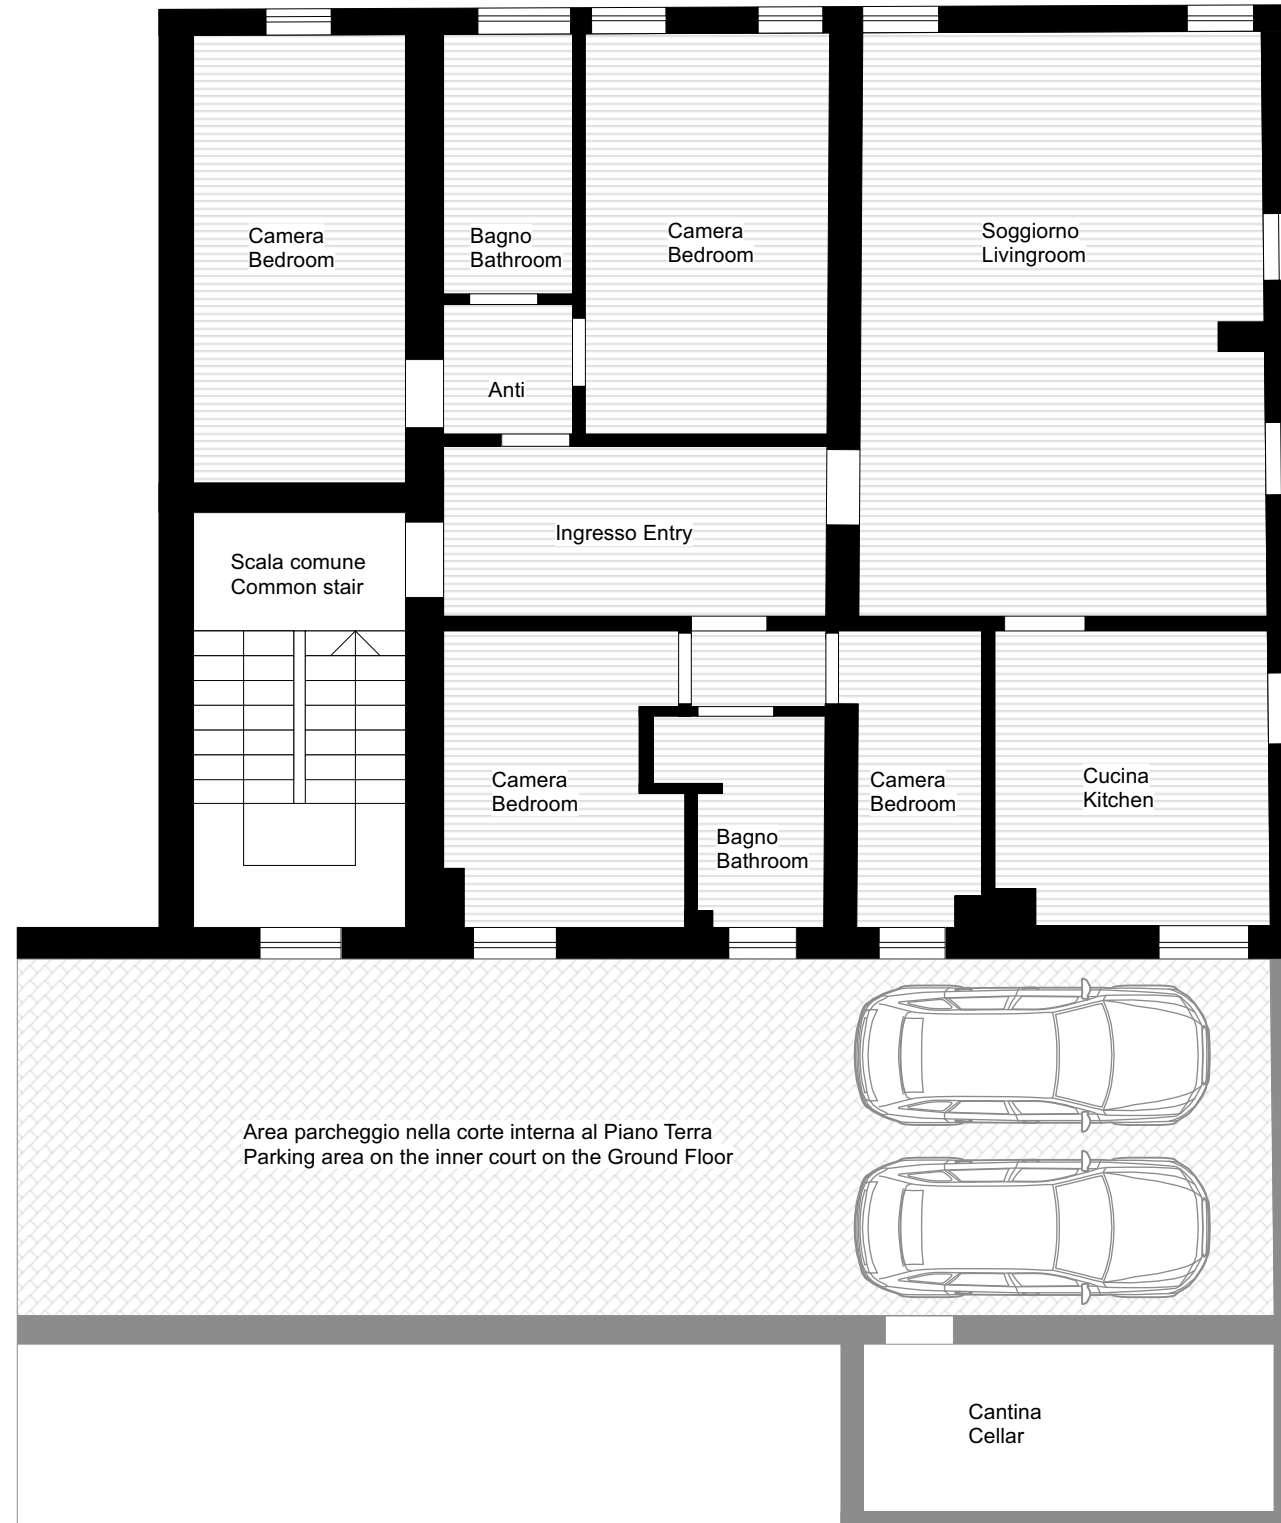 Camera
Bedroom
Bagno
Bathroom
Camera
Bedroom
Soggiorno
Livingroom
Anti
Ingresso Entry
Scala comune
Common stair
Camera
Bedroom
Bagno
Bathroom
Camera
Bedroom
Cucina
Kitchen
Area parcheggio nella corte interna al Piano Terra
Parking area on the inner court on the Ground Floor
Cantina
Cellar